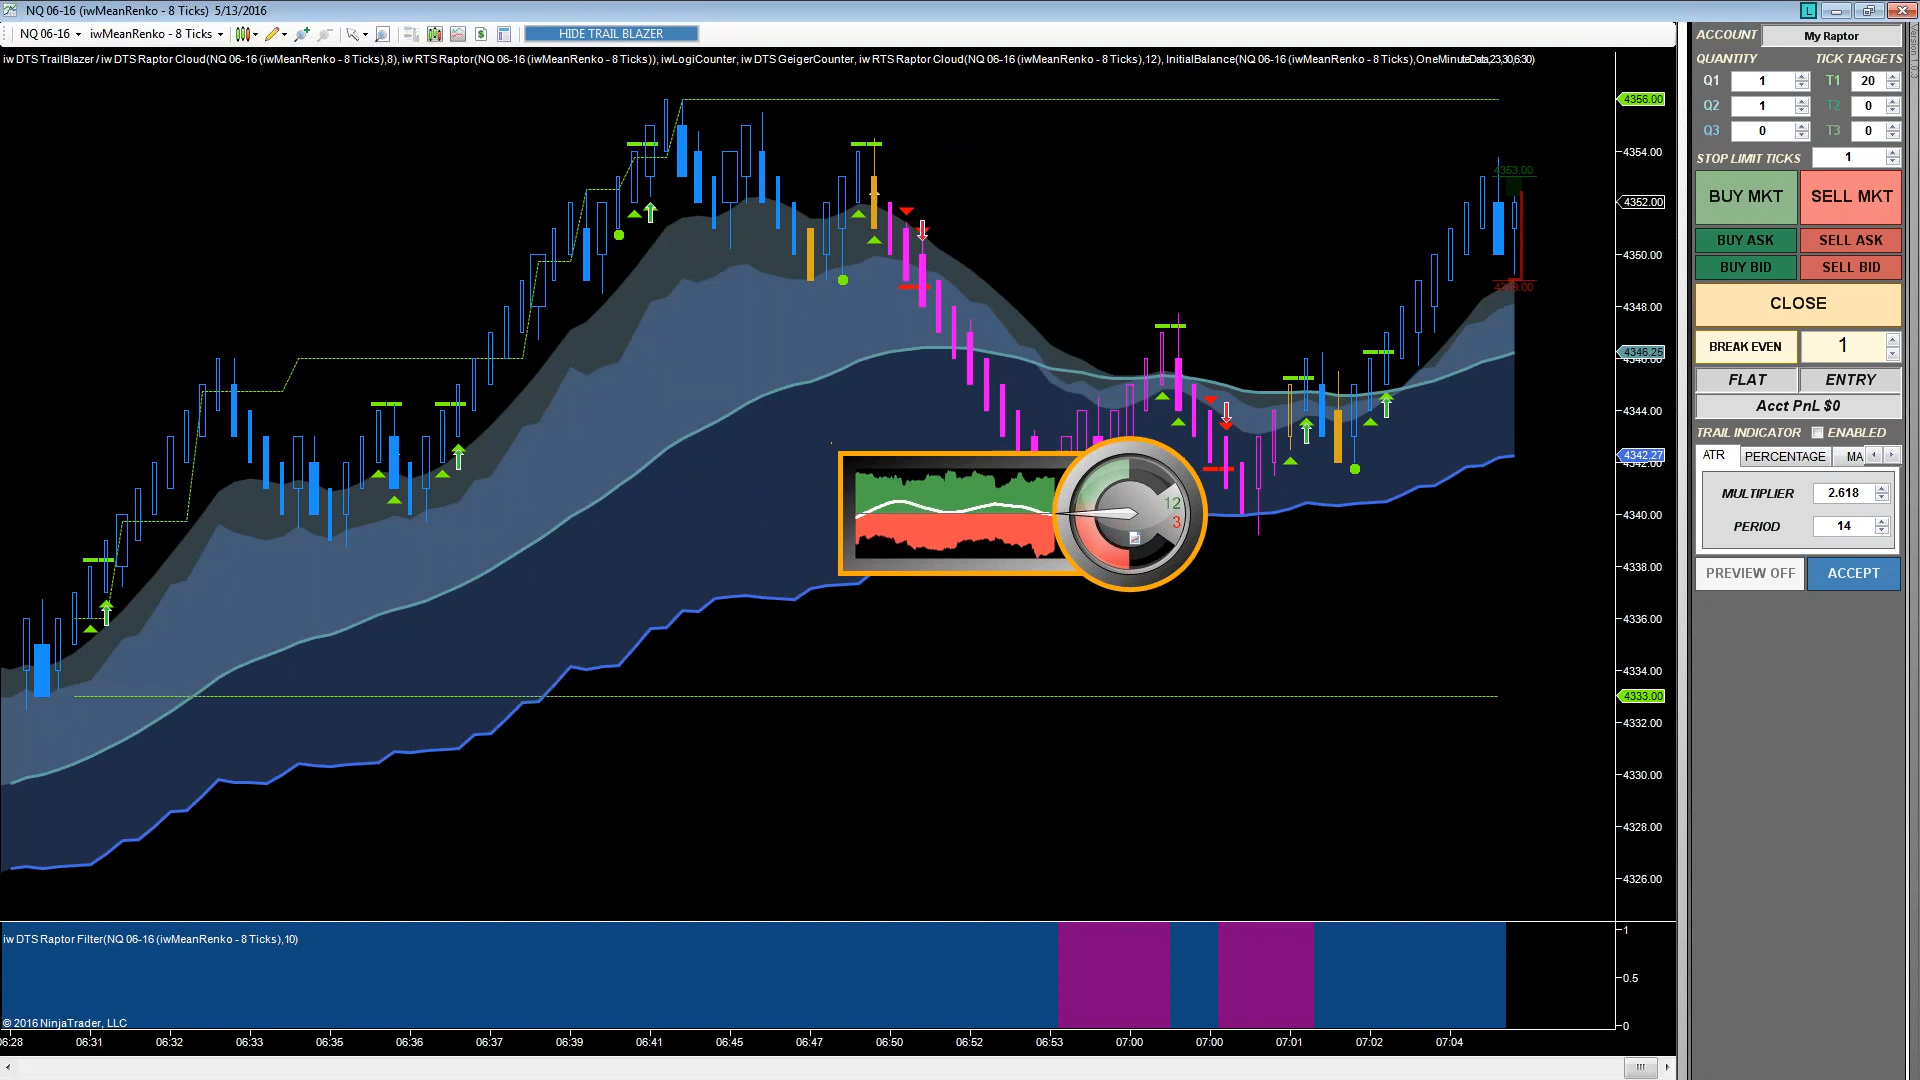 NQ 06-16 (iwMeanRenko - 8 Ticks) 5/13/2016
L
NQ 06-16 iwMeanRenko - 8 Ticks HIDE TRAIL BLAZER
iw DTS TrailBlazer / iw DTS Raptor Cloud(NQ 06-16 (iwMeanRenko - 8 Ticks),8), iw RTS Raptor(NQ 06-16 (iwMeanRenko - 8 Ticks)), iwLogiCounter, iw DTS GeigerCounter, iw RTS Raptor Cloud(NQ 06-16 (iwMeanRenko - 8 Ticks),12), InitialBalance(NQ 06-16 (iwMeanRenko - 8 Ticks),OneMinuteData,23,30,6:30)
4356.00
4354.00
4353.00
4352.00
4350.00
4348.00
4346.25
4346.00
4344.00
4342.27
4342.00
4340.00
4338.00
4336.00
4334.00
4333.00
4332.00
4330.00
4328.00
4326.00
12
3
iw DTS Raptor Filter(NQ 06-16 (iwMeanRenko - 8 Ticks),10)
1
0.5
0
© 2016 NinjaTrader, LLC
06:28 06:31 06:32 06:33 06:35 06:36 06:37 06:39 06:41 06:45 06:47 06:50 06:52 06:53 07:00 07:00 07:01 07:02 07:04
Version 1.0.3
ACCOUNT My Raptor
QUANTITY TICK TARGETS
Q1 1 T1 20
Q2 1 T2 0
Q3 0 T3 0
STOP LIMIT TICKS 1
BUY MKT SELL MKT
BUY ASK SELL ASK
BUY BID SELL BID
CLOSE
BREAK EVEN 1
FLAT ENTRY
Acct PnL $0
TRAIL INDICATOR ENABLED
ATR PERCENTAGE MA
MULTIPLIER 2.618
PERIOD 14
PREVIEW OFF ACCEPT